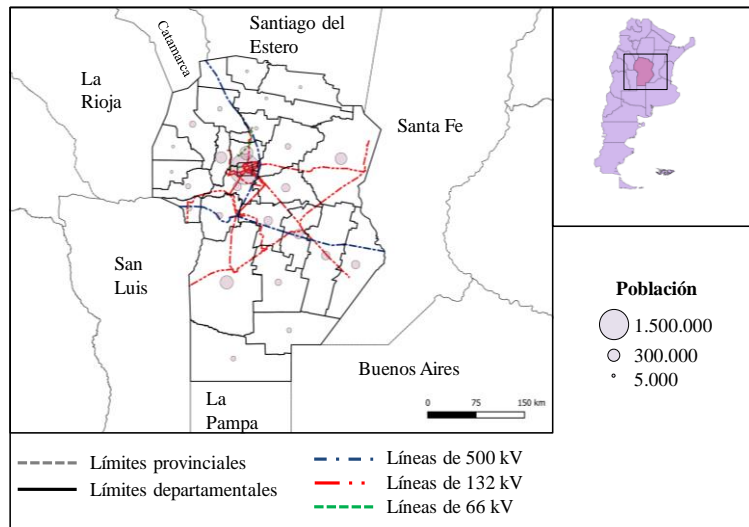 Santiago del
Estero
Catamarca
La
Rioja
Santa Fe
San
Luis
Buenos Aires
La
Pampa
0 75 150 km
Población
1.500.000
300.000
5.000
Límites provinciales
Límites departamentales
Líneas de 500 kV
Líneas de 132 kV
Líneas de 66 kV